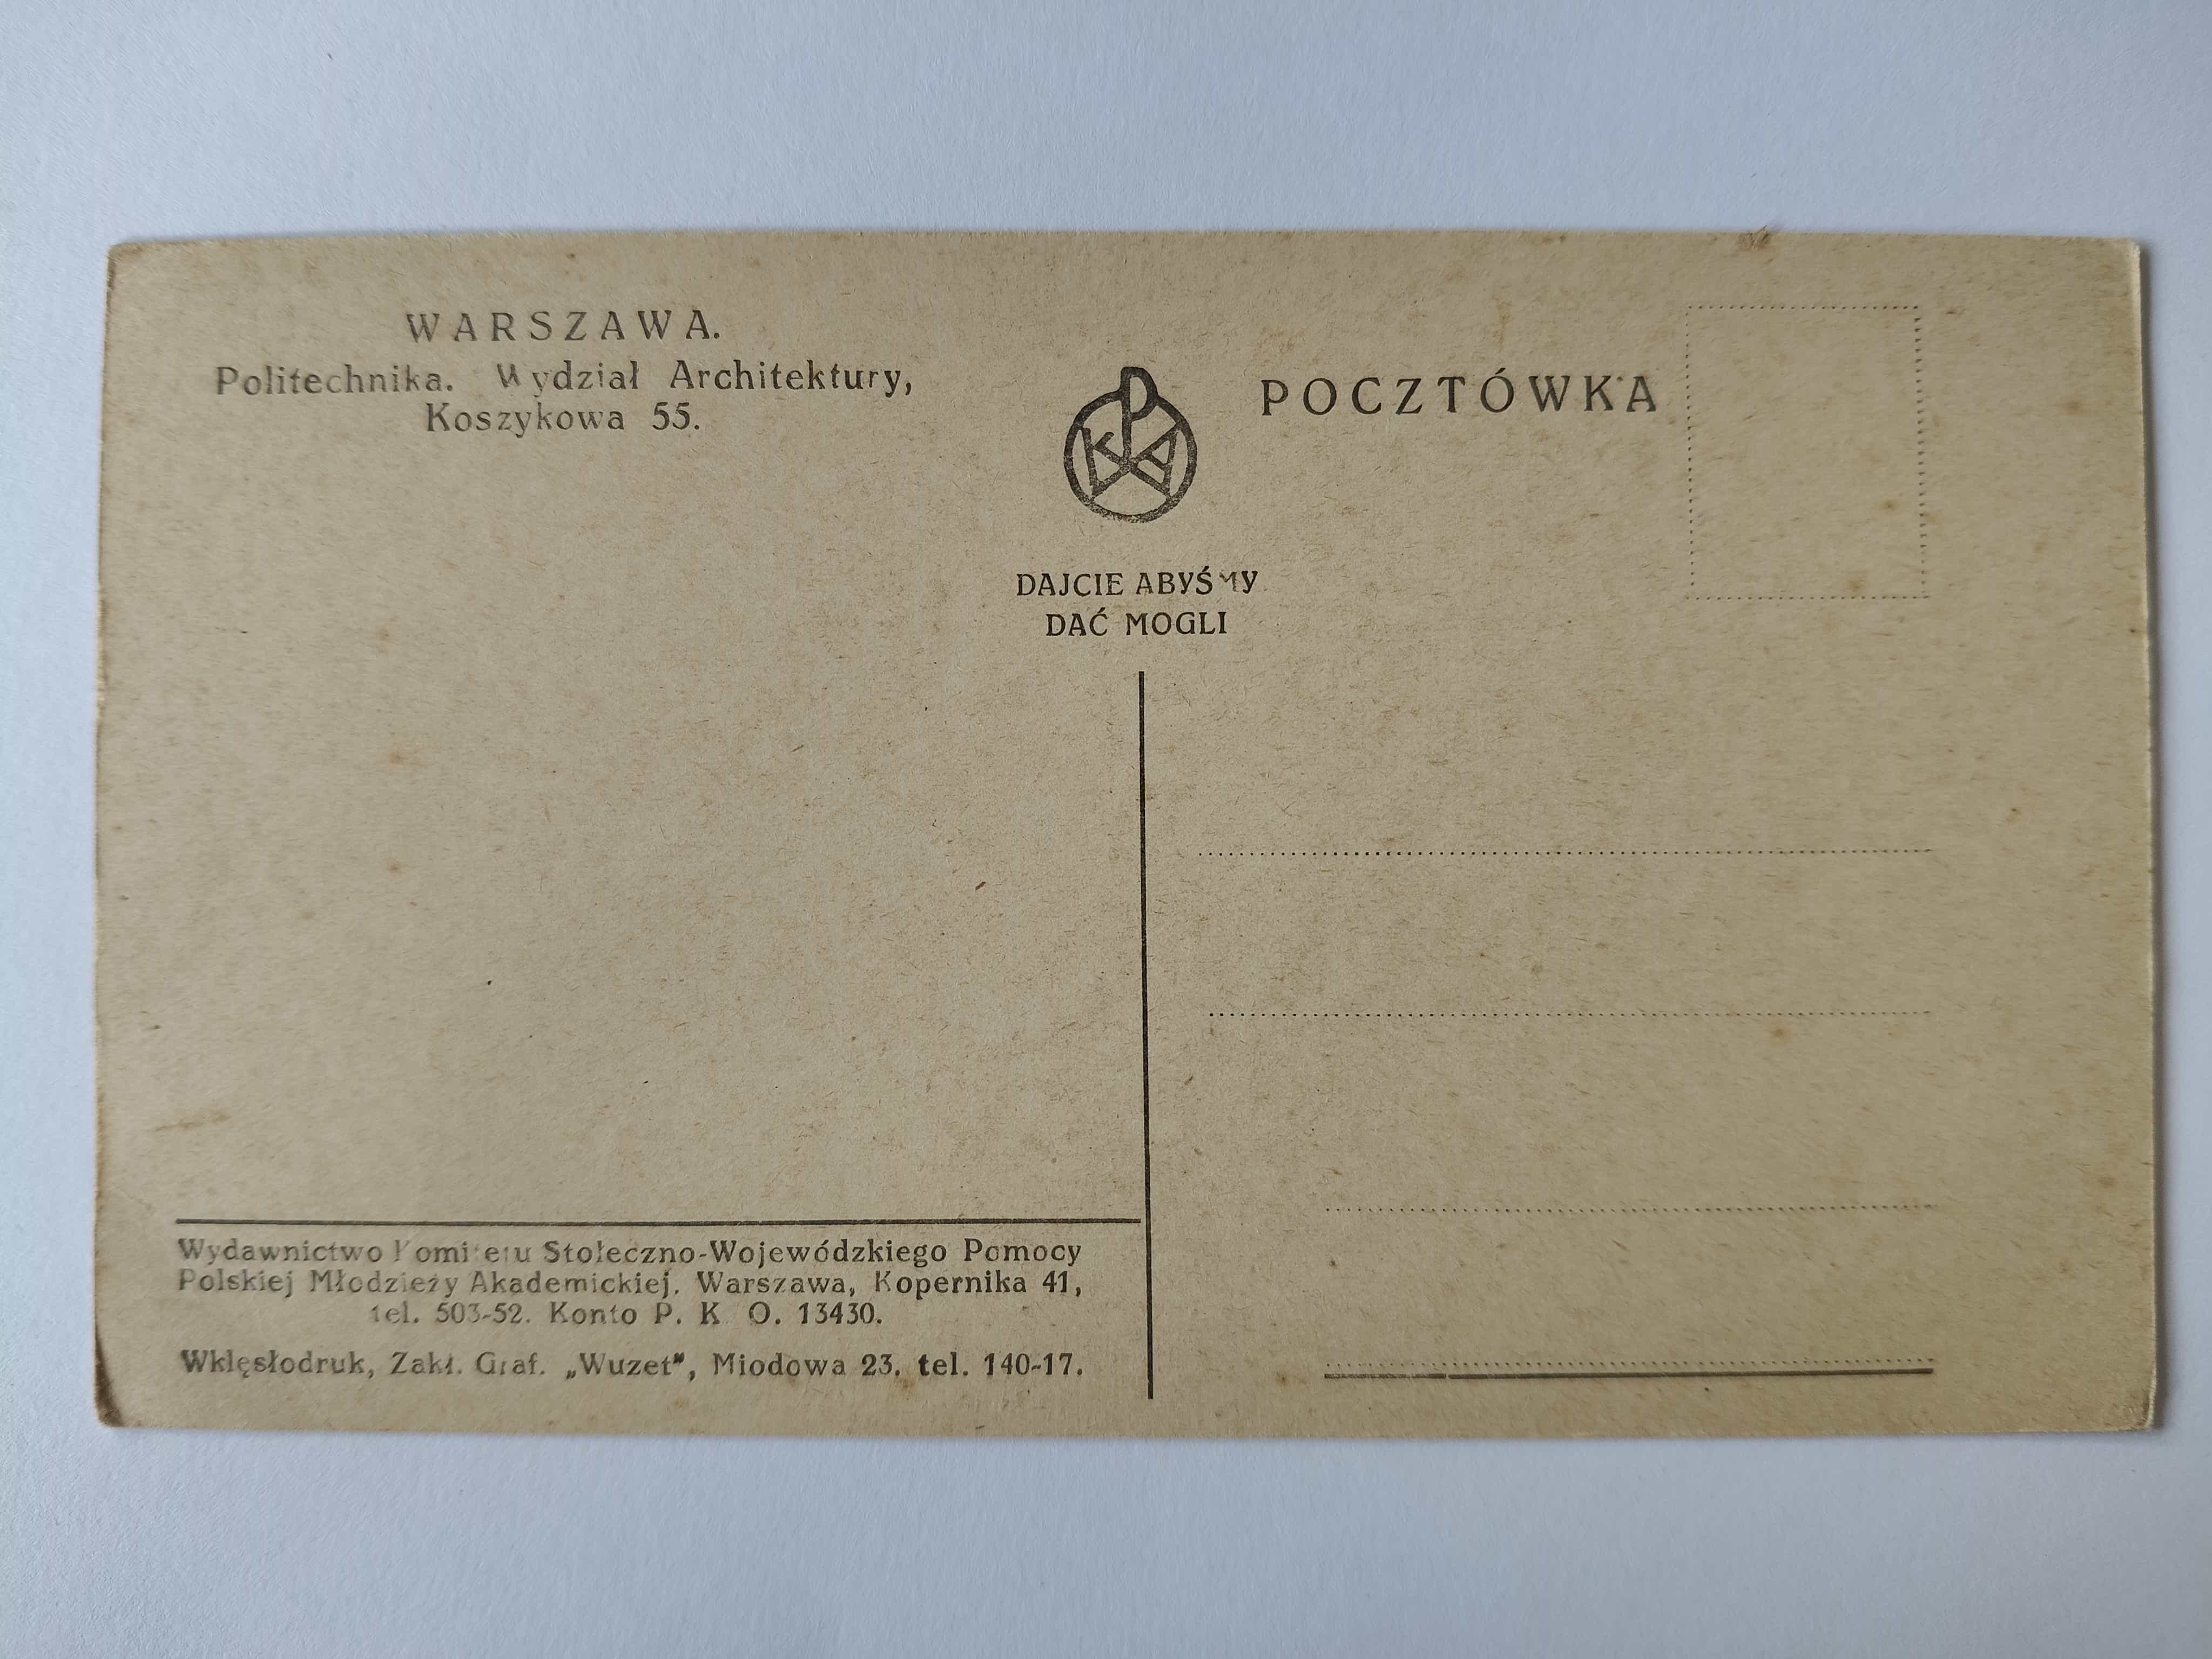 WARSZAWA.
Politechnika. Wydział Architektury,
Koszykowa 55.
PKA
POCZTÓWKA
DAJCIE ABYŚMY
DAĆ MOGLI
Wydawnictwo Komitetu Stołeczno-Wojewódzkiego Pomocy
Polskiej Młodzieży Akademickiej. Warszawa, Kopernika 41,
tel. 503-52. Konto P. K O. 13430.
Wklęsłodruk, Zakł. Graf. „Wuzet", Miodowa 23. tel. 140-17.